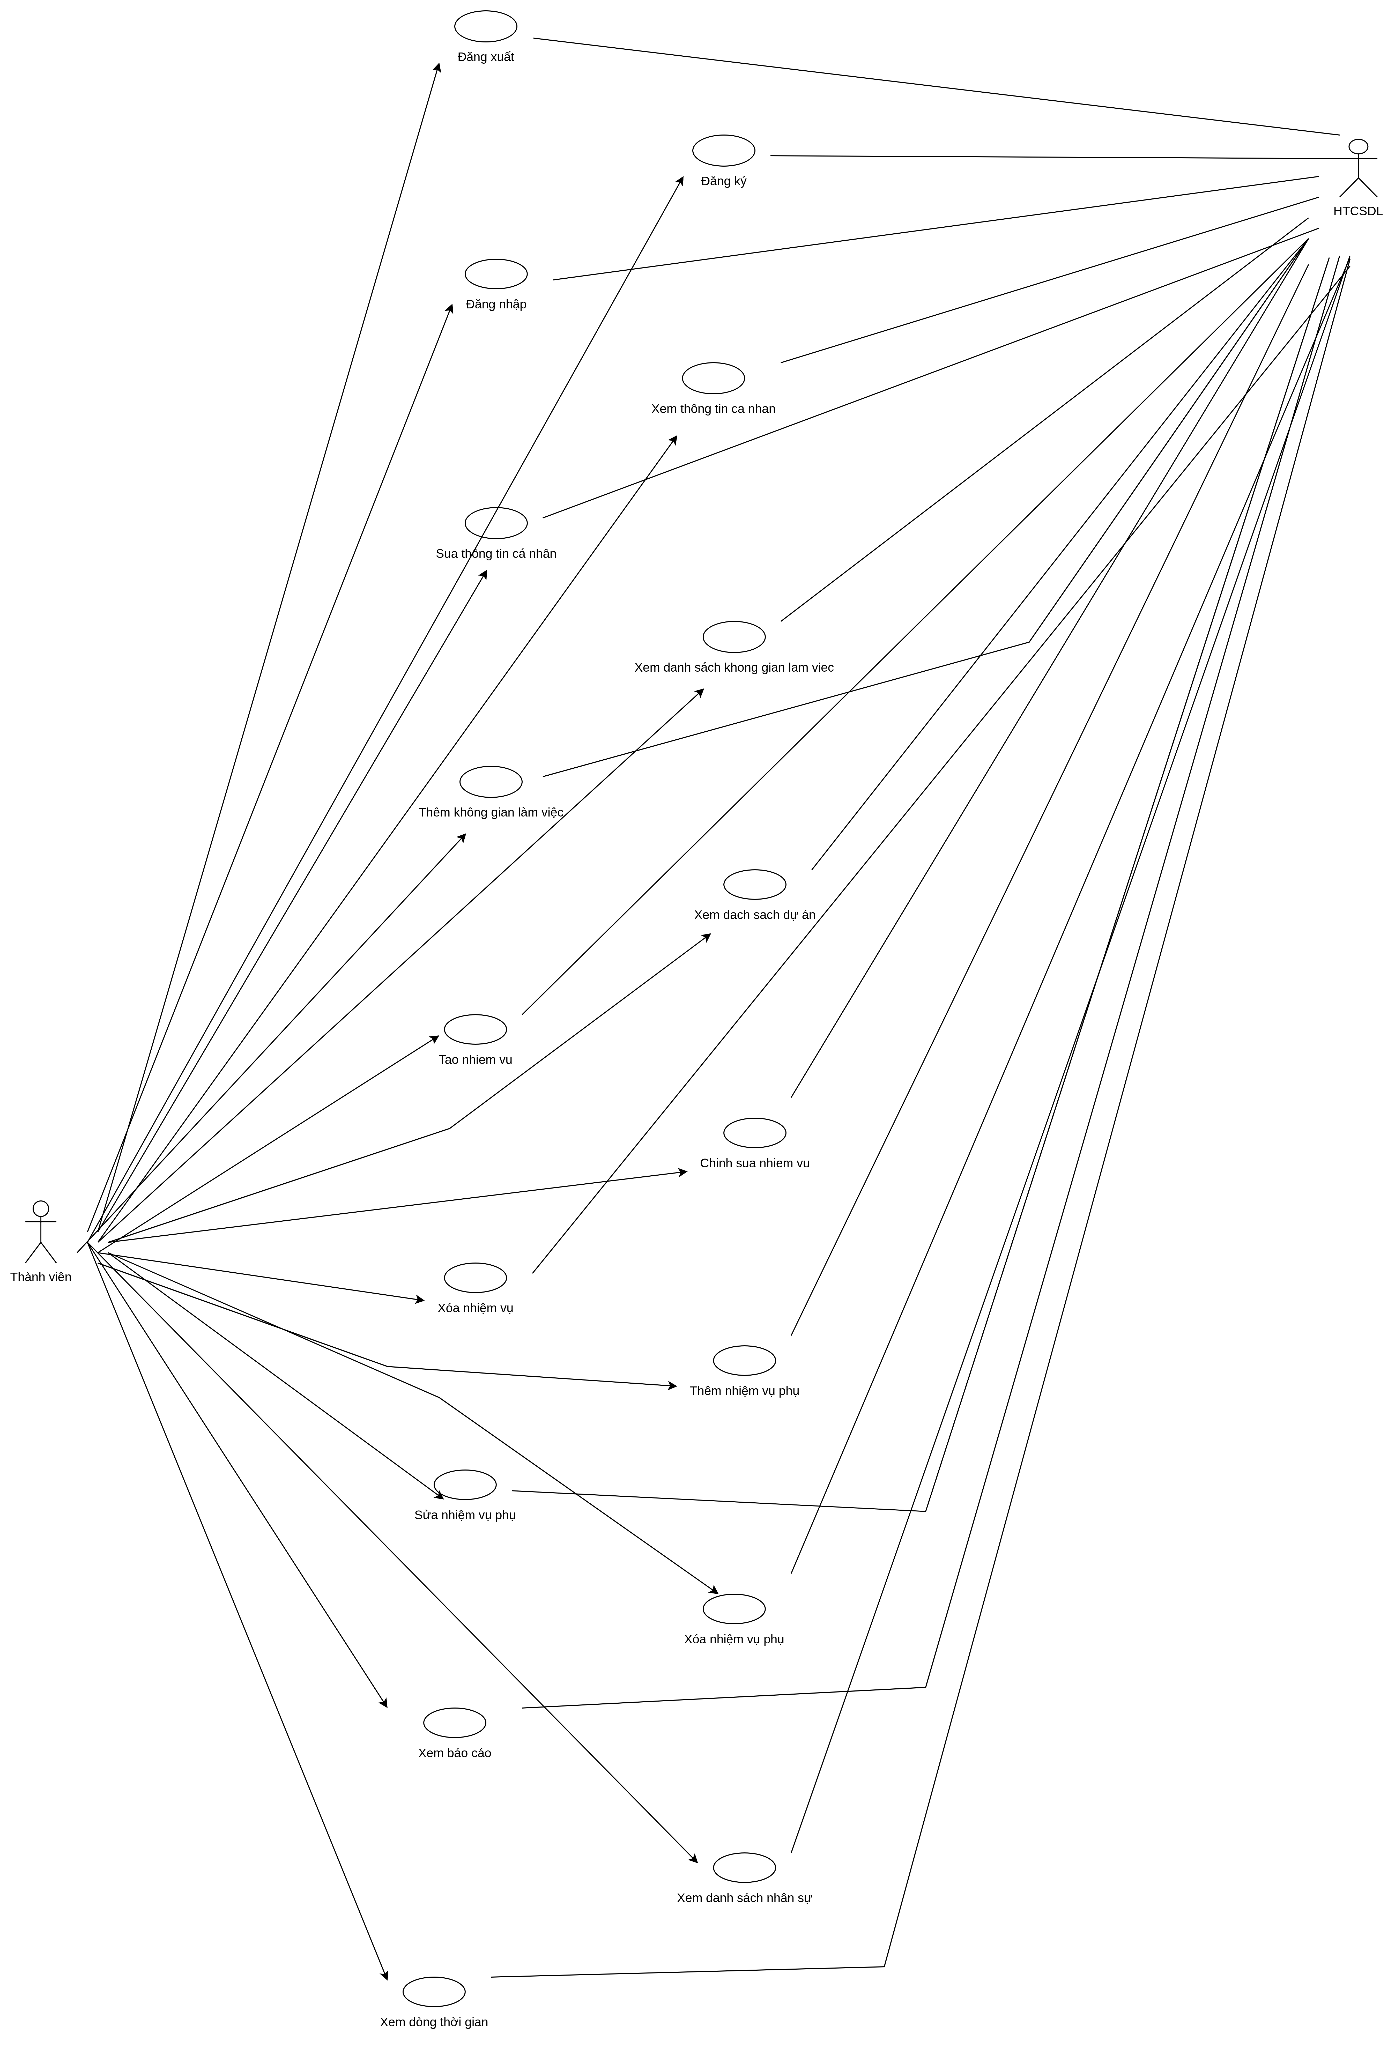 Đăng xuất
Đăng ký
HTCSDL
Đăng nhập
Xem thông tin ca nhan
Sua thông tin cá nhân
Xem danh sách khong gian lam viec
Thêm không gian làm việc
Xem dach sach dự án
Tao nhiem vu
Chinh sua nhiem vu
Thành viên
Xóa nhiệm vụ
Thêm nhiệm vụ phụ
Sửa nhiệm vụ phụ
Xóa nhiệm vụ phụ
Xem báo cáo
Xem danh sách nhân sự
Xem dòng thời gian